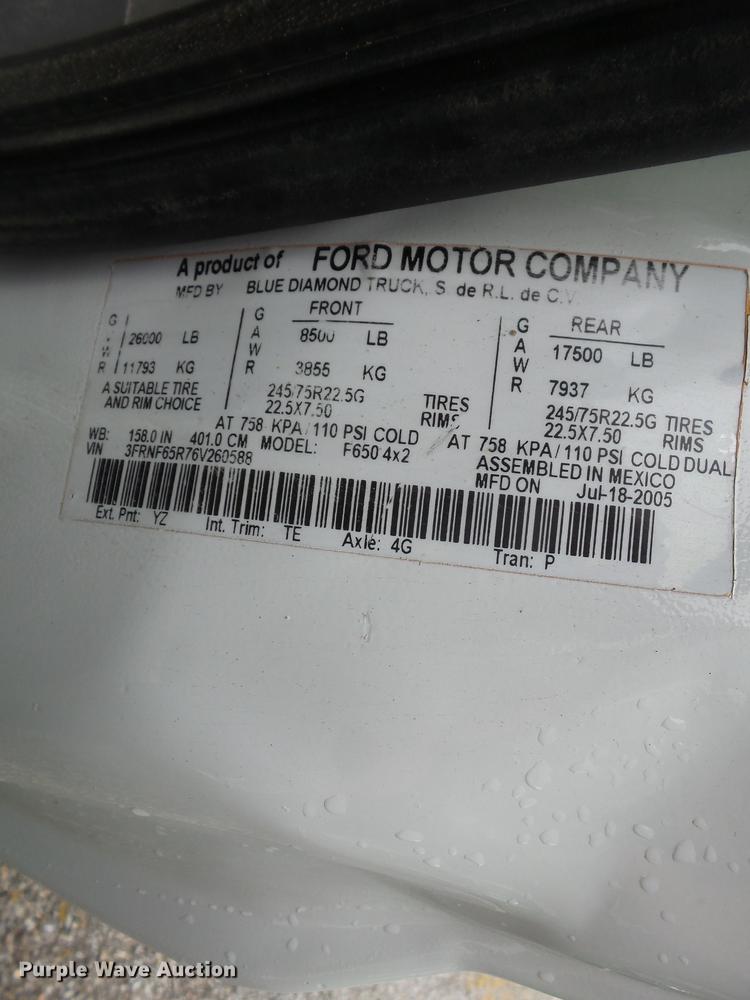 A product of FORD MOTOR COMPANY
MFD BY BLUE DIAMOND TRUCK, S de R.L. de C.V.
G V W R 26000 LB
11793 KG
G A W R FRONT
8500 LB
3855 KG
G A W R REAR
17500 LB
7937 KG
A SUITABLE TIRE
AND RIM CHOICE
245/75R22.5G TIRES
22.5X7.50 RIMS
245/75R22.5G TIRES
22.5X7.50 RIMS
AT 758 KPA/110 PSI COLD
AT 758 KPA/110 PSI COLD DUAL
WB: 158.0 IN 401.0 CM MODEL: F650 4x2
ASSEMBLED IN MEXICO
VIN 3FRNF65R76V260588
MFD ON Jul-18-2005
Ext. Pnt: YZ Int. Trim: TE Axle: 4G Tran: P
Purple Wave Auction